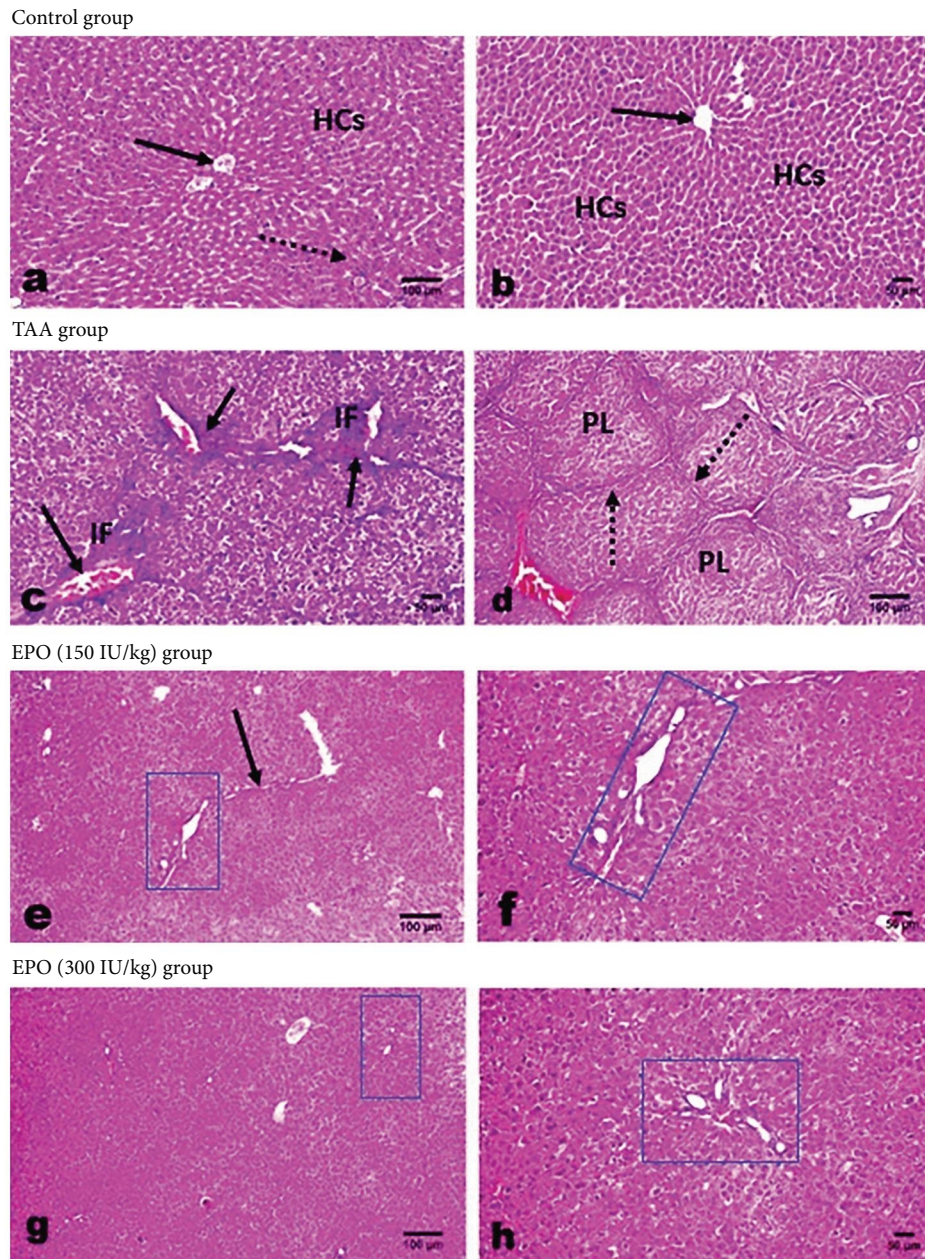 Control group
HCs
a
100 µm
HCs
HCs
b
50 µm
TAA group
IF
IF
c
50 µm
PL
PL
d
100 µm
EPO (150 IU/kg) group
e
100 µm
f
50 µm
EPO (300 IU/kg) group
g
100 µm
h
50 µm